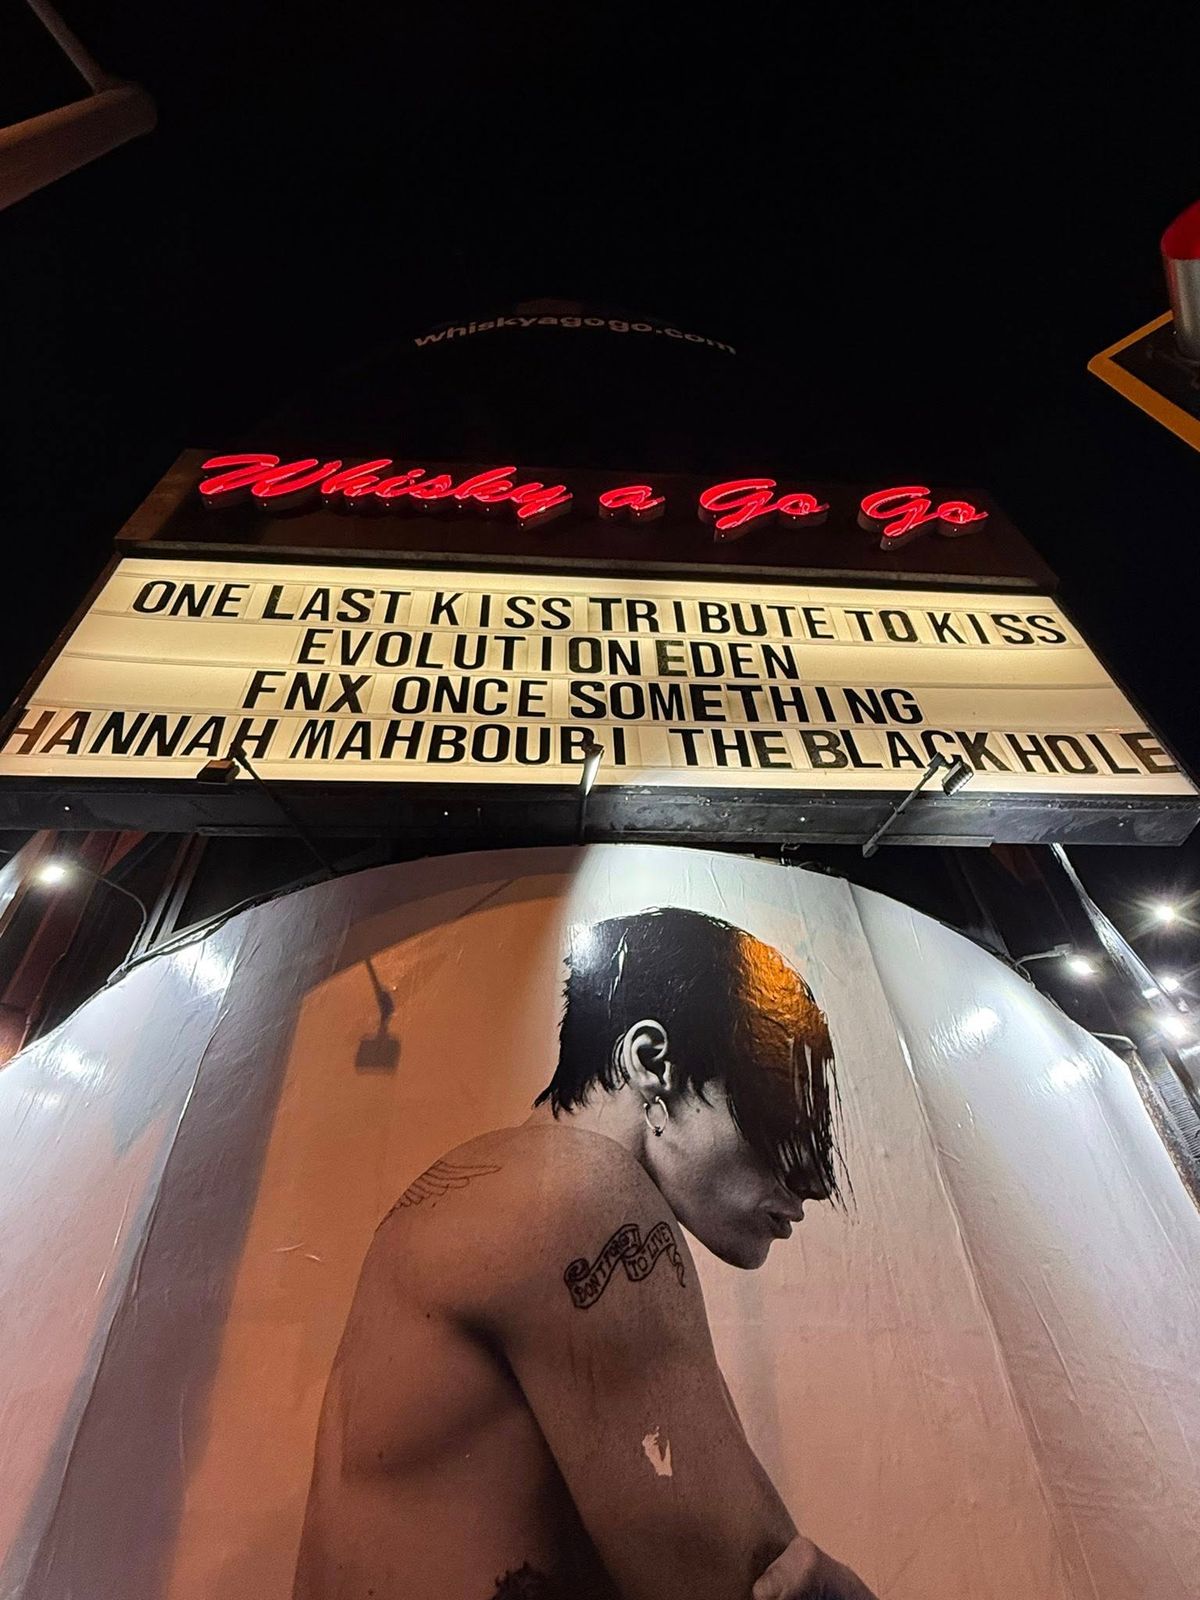 whiskyagogo.com
Whisky a Go Go
ONE LAST KISS TRIBUTE TO KISS
EVOLUTION EDEN
FNX ONCE SOMETHING
HANNAH MAHBOUBI THE BLACK HOLE
DON'T FORGET
TO LIVE